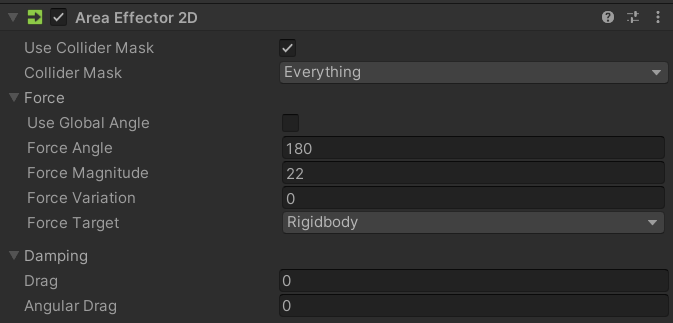 Area Effector 2D
Use Collider Mask
Collider Mask Everything
Force
Use Global Angle
Force Angle 180
Force Magnitude 22
Force Variation 0
Force Target Rigidbody
Damping
Drag 0
Angular Drag 0